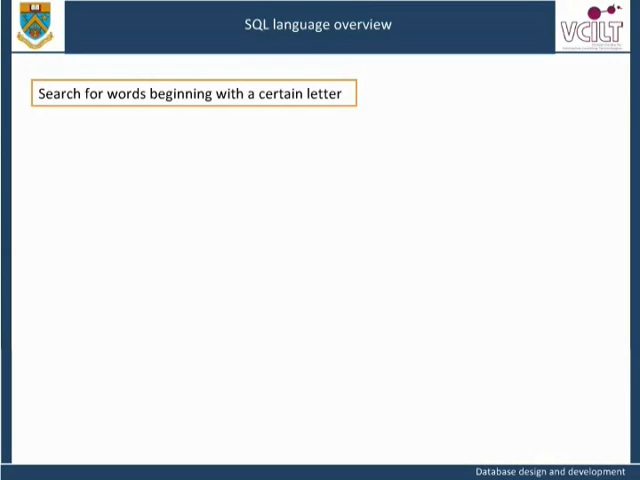 SQL language overview
VCILT
Search for words beginning with a certain letter
Database design and development